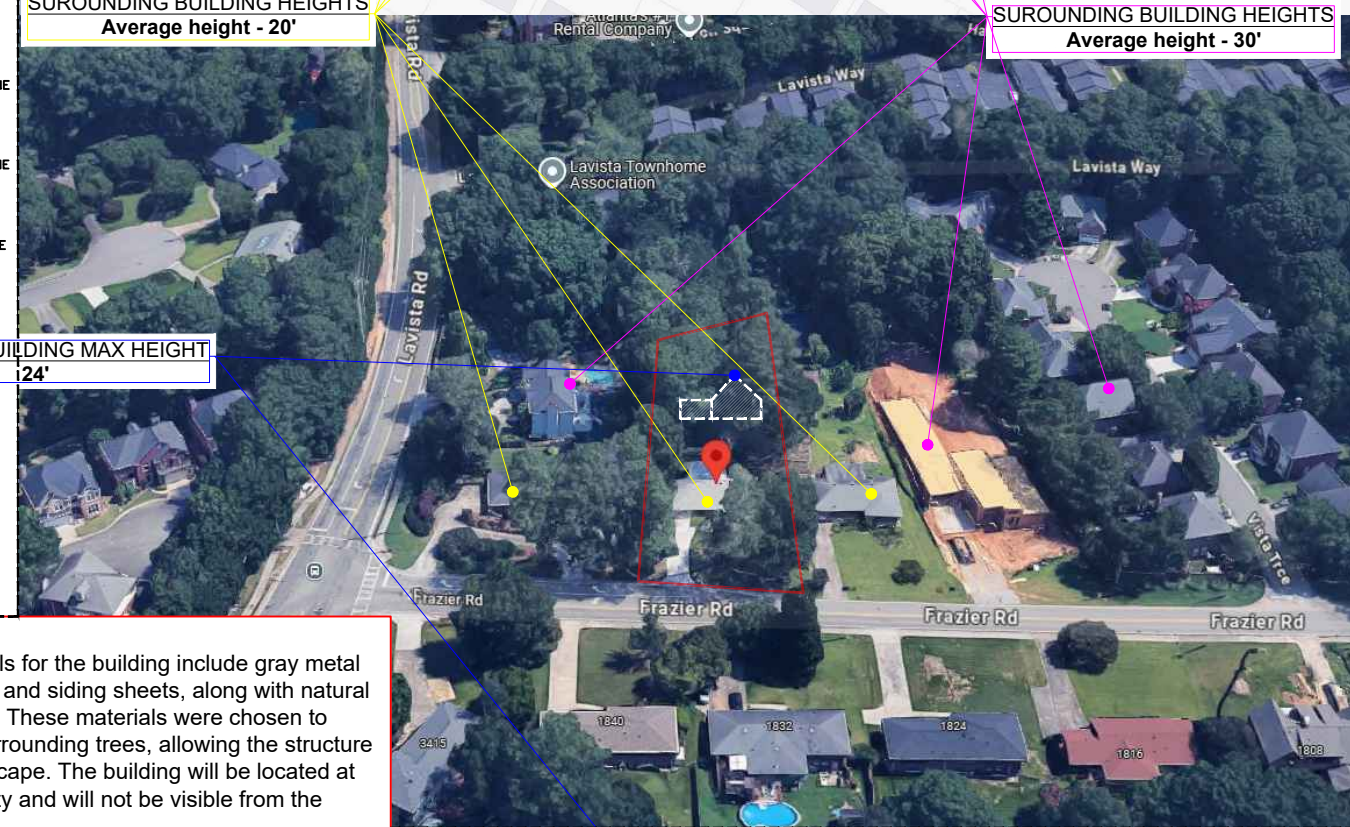 SUROUNDING BUILDING HEIGHTS
Average height - 20'
SUROUNDING BUILDING HEIGHTS
Average height - 30'
Atlanta's #1
Rental Company
Lavista Way
Lavista Townhome
Association
Lavista Way
Lavista Rd
UILDING MAX HEIGHT
24'
Vista Trce
Frazier Rd
Frazier Rd
Frazier Rd
Frazier Rd
ls for the building include gray metal
and siding sheets, along with natural
These materials were chosen to
rrounding trees, allowing the structure
cape. The building will be located at
ty and will not be visible from the
1840
1832
1824
1816
1808
3415